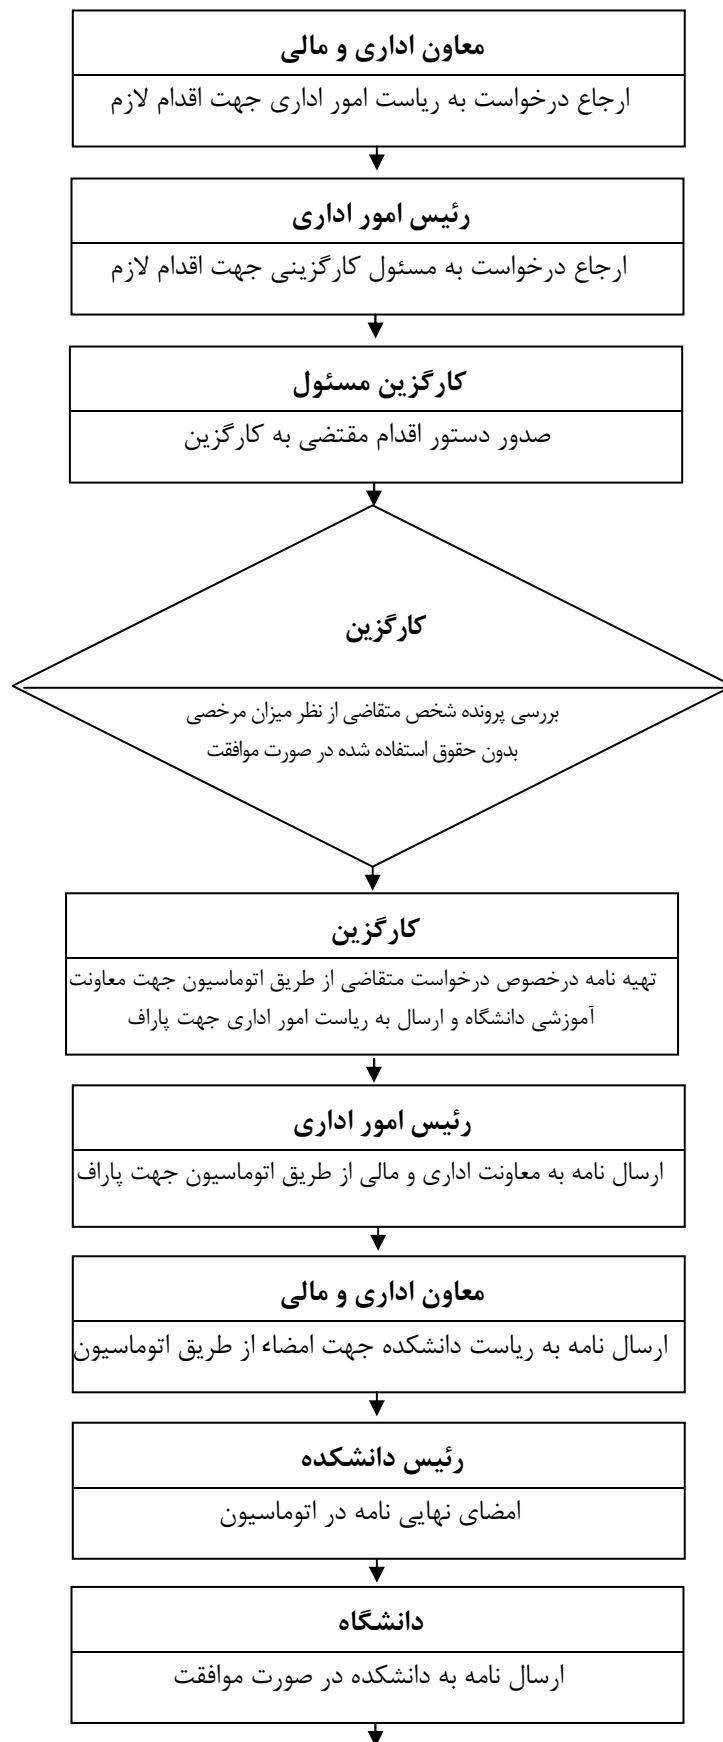 معاون اداری و مالی
ارجاع درخواست به ریاست امور اداری جهت اقدام لازم
رئیس امور اداری
ارجاع درخواست به مسئول کارگزینی جهت اقدام لازم
کارگزین مسئول
صدور دستور اقدام مقتضی به کارگزین
کارگزین
بررسی پرونده شخص متقاضی از نظر میزان مرخصی
بدون حقوق استفاده شده در صورت موافقت
کارگزین
تهیه نامه درخصوص درخواست متقاضی از طریق اتوماسیون جهت معاونت
آموزشی دانشگاه و ارسال به ریاست امور اداری جهت پاراف
رئیس امور اداری
ارسال نامه به معاونت اداری و مالی از طریق اتوماسیون جهت پاراف
معاون اداری و مالی
ارسال نامه به ریاست دانشکده جهت امضاء از طریق اتوماسیون
رئیس دانشکده
امضای نهایی نامه در اتوماسیون
دانشگاه
ارسال نامه به دانشکده در صورت موافقت